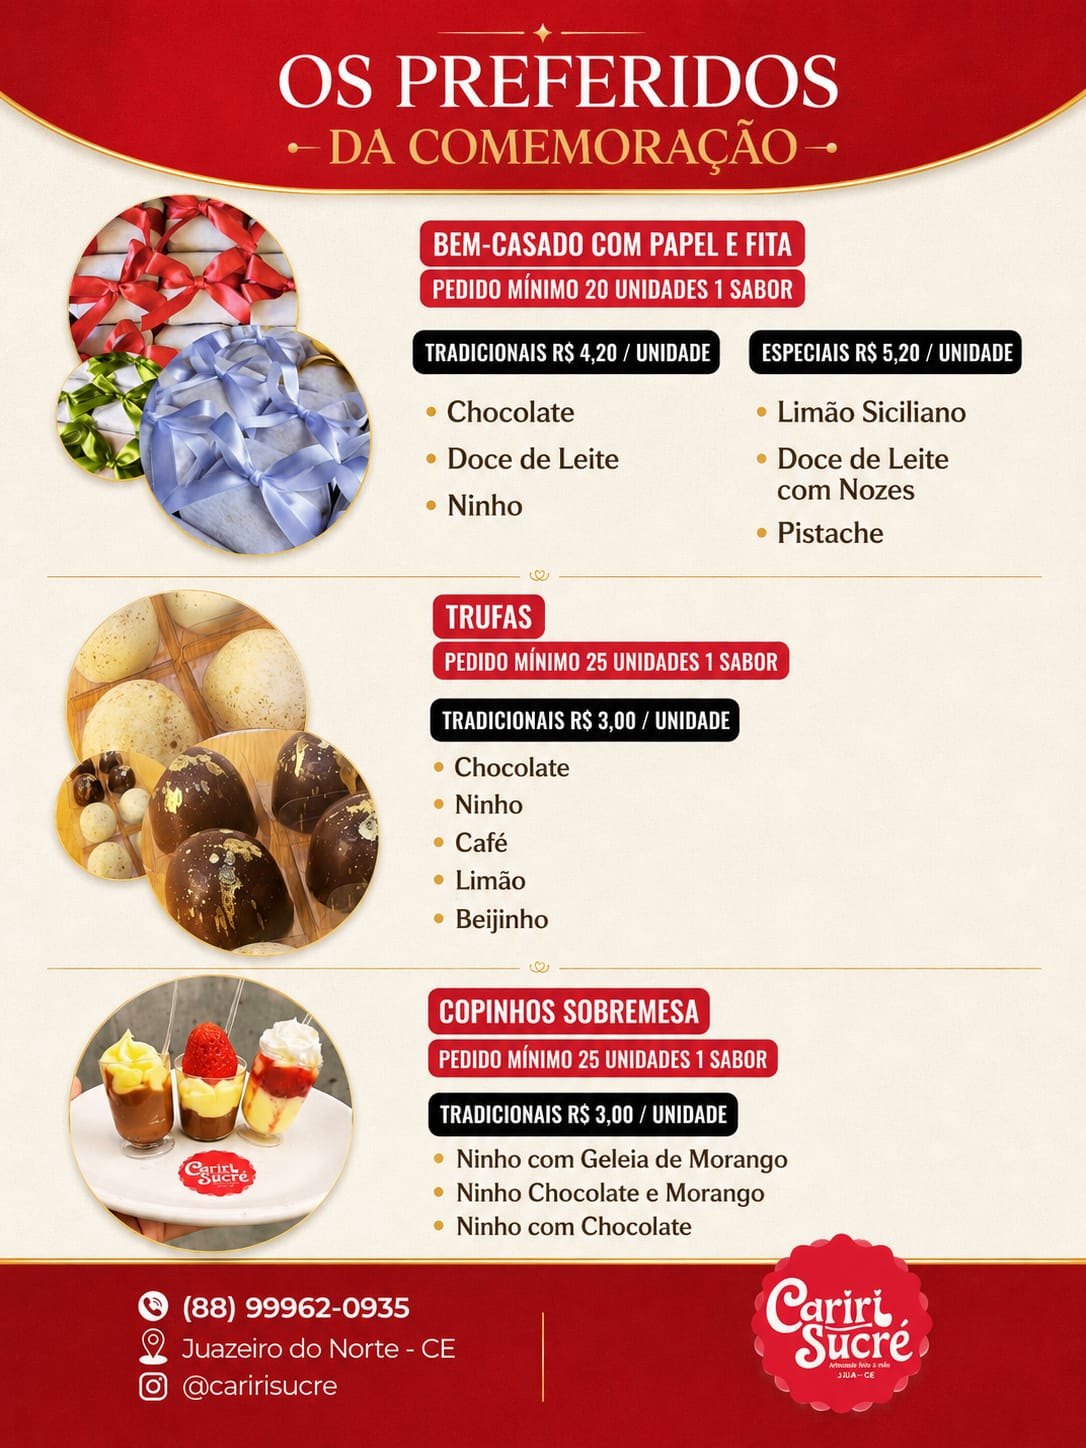 OS PREFERIDOS
DA COMEMORAÇÃO
BEM-CASADO COM PAPEL E FITA
PEDIDO MÍNIMO 20 UNIDADES 1 SABOR
TRADICIONAIS R$ 4,20 / UNIDADE
• Chocolate
• Doce de Leite
• Ninho
ESPECIAIS R$ 5,20 / UNIDADE
• Limão Siciliano
• Doce de Leite
com Nozes
• Pistache
TRUFAS
PEDIDO MÍNIMO 25 UNIDADES 1 SABOR
TRADICIONAIS R$ 3,00 / UNIDADE
• Chocolate
• Ninho
• Café
• Limão
• Beijinho
COPINHOS SOBREMESA
PEDIDO MÍNIMO 25 UNIDADES 1 SABOR
TRADICIONAIS R$ 3,00 / UNIDADE
• Ninho com Geleia de Morango
• Ninho Chocolate e Morango
• Ninho com Chocolate
Cariri
Sucré
(88) 99962-0935
Juazeiro do Norte - CE
@caririsucre
Cariri
Sucré
Artesanato feito à mão